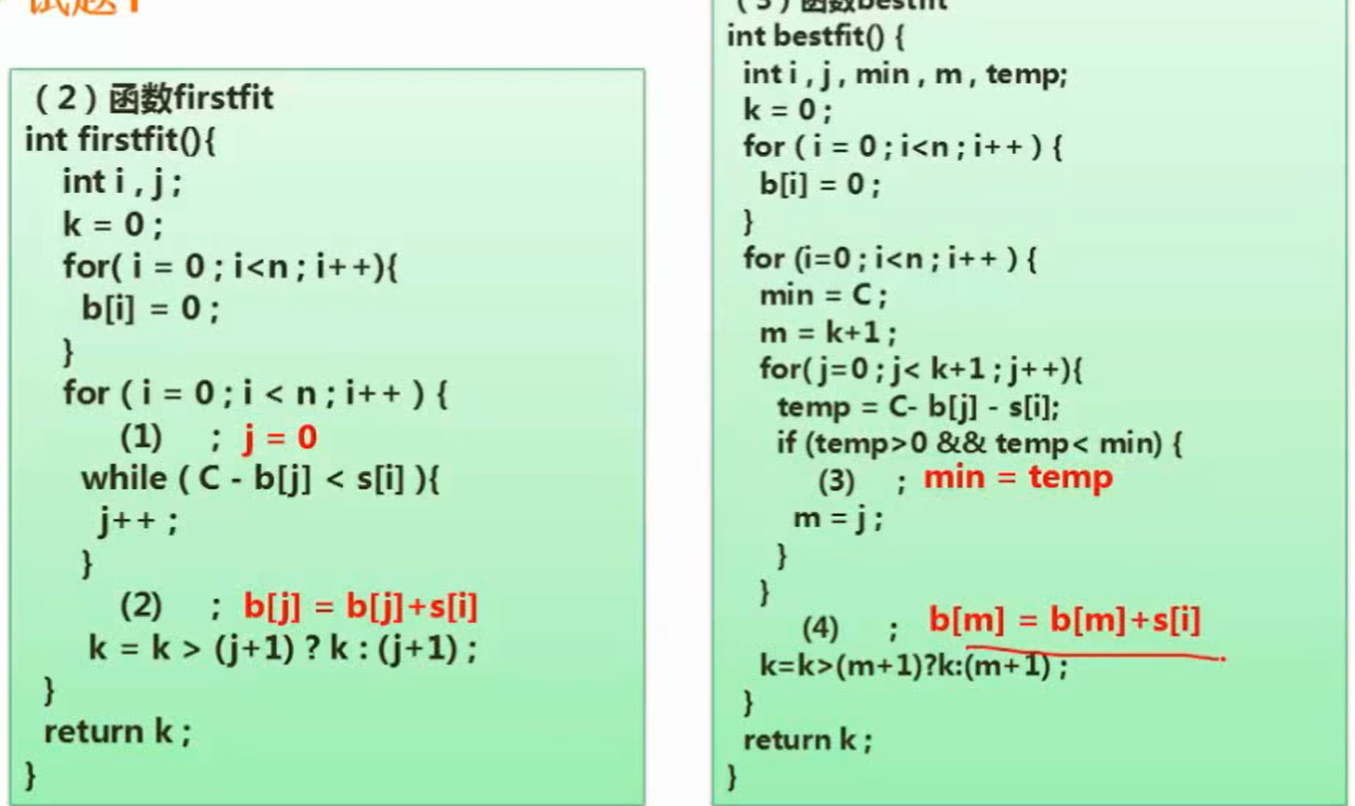 试题1
（2）函数firstfit
int firstfit(){
int i , j ;
k = 0 ;
for( i = 0 ; i<n ; i++){
b[i] = 0 ;
}
for ( i = 0 ; i < n ; i++ ) {
(1) ; j = 0
while ( C - b[j] < s[i] ){
j++ ;
}
(2) ; b[j] = b[j]+s[i]
k = k > (j+1) ? k : (j+1) ;
}
return k ;
}
（3）函数bestfit
int bestfit() {
int i , j , min , m , temp;
k = 0 ;
for ( i = 0 ; i<n ; i++ ) {
b[i] = 0 ;
}
for (i=0 ; i<n ; i++ ) {
min = C ;
m = k+1 ;
for( j=0 ; j< k+1 ; j++){
temp = C- b[j] - s[i];
if (temp>0 && temp< min) {
(3) ; min = temp
m = j ;
}
}
(4) ; b[m] = b[m]+s[i]
k=k>(m+1)?k:(m+1) ;
}
return k ;
}